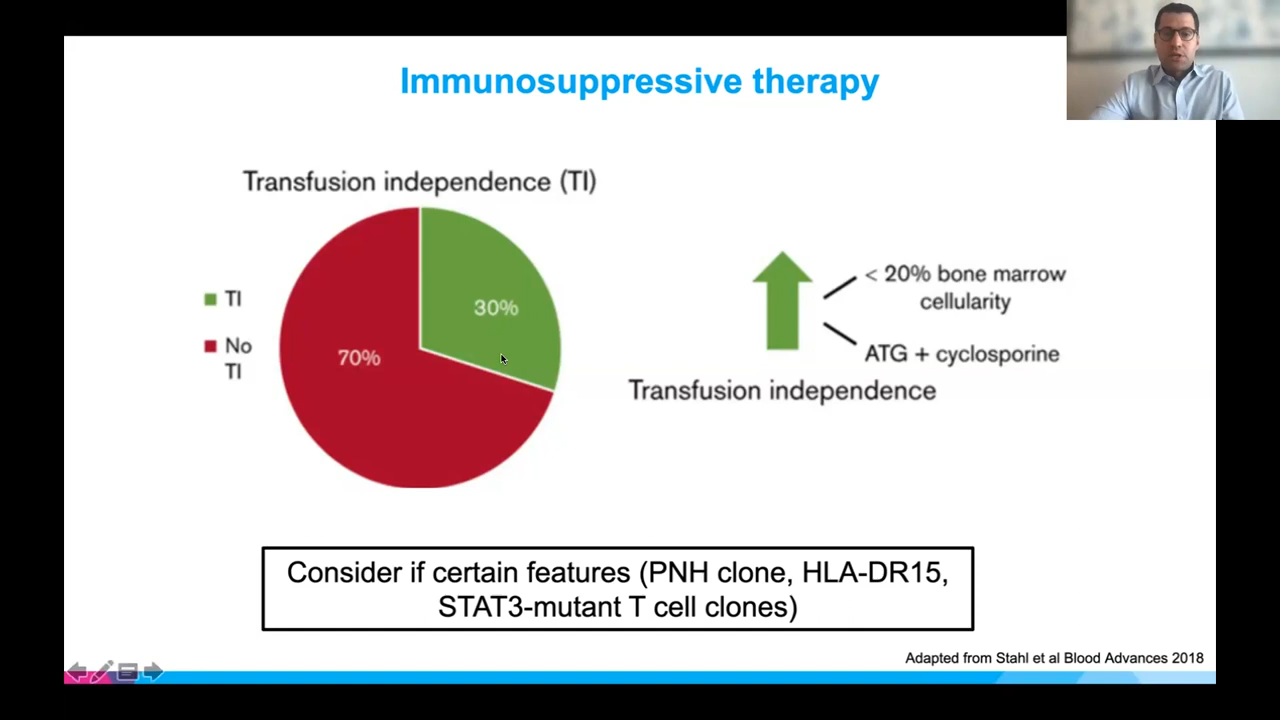 Immunosuppressive therapy
Transfusion independence (TI)
TI
No
TI
30%
70%
< 20% bone marrow
cellularity
ATG + cyclosporine
Transfusion independence
Consider if certain features (PNH clone, HLA-DR15,
STAT3-mutant T cell clones)
Adapted from Stahl et al Blood Advances 2018